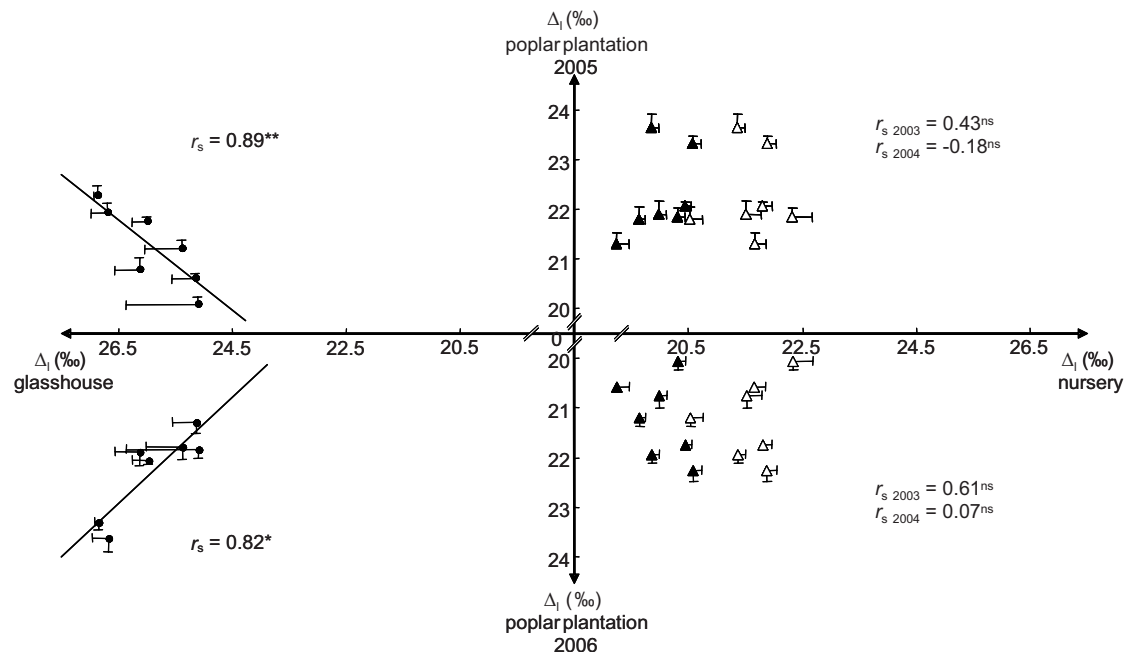 Δl (‰)
poplar plantation
2005
24
23
22
21
20
rs = 0.89**
rs 2003 = 0.43ns
rs 2004 = -0.18ns
26.5 24.5 22.5 20.5 0 20.5 22.5 24.5 26.5
Δl (‰)
glasshouse
Δl (‰)
nursery
20
21
22
23
24
rs = 0.82*
rs 2003 = 0.61ns
rs 2004 = 0.07ns
Δl (‰)
poplar plantation
2006